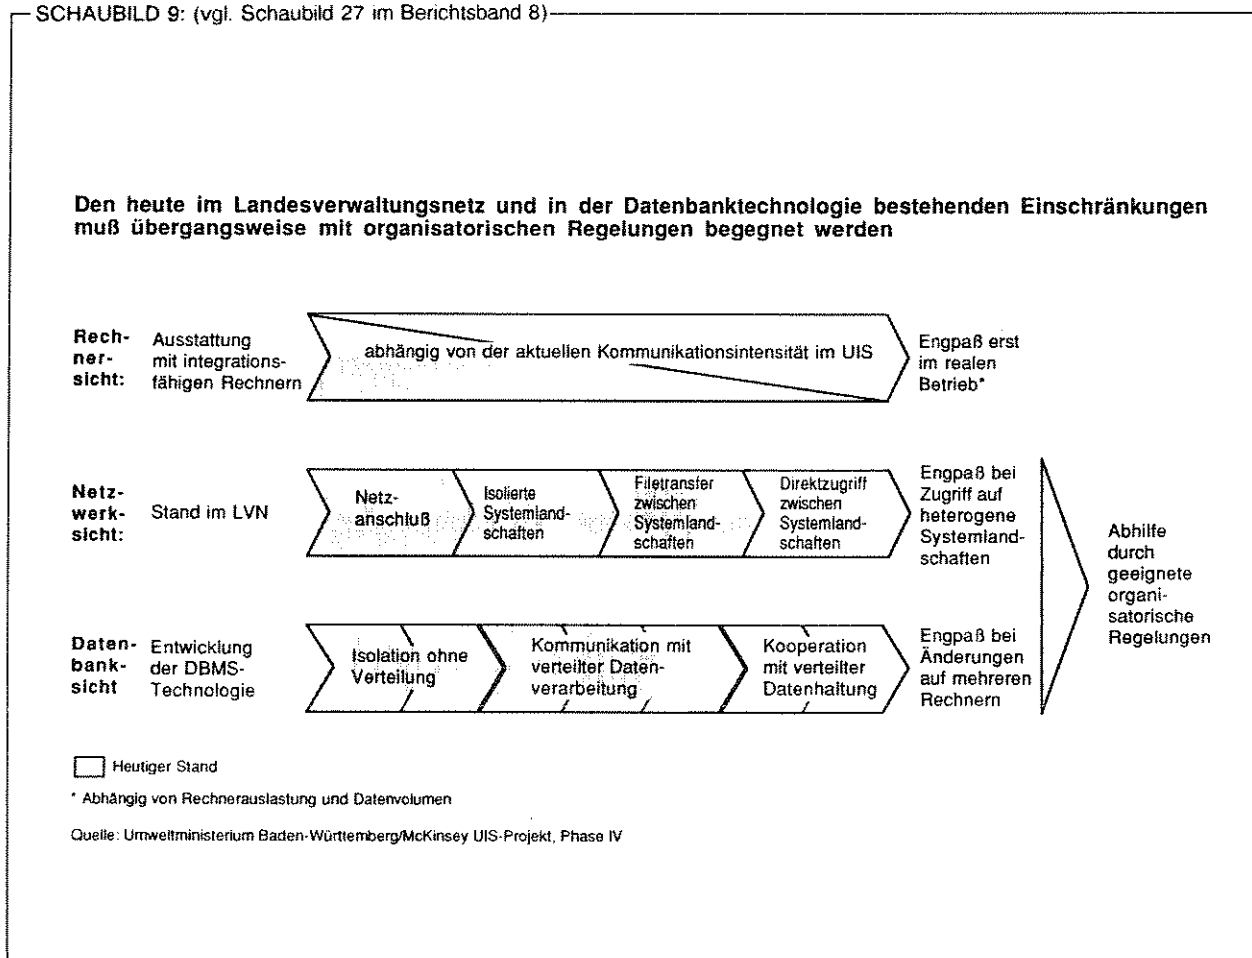 SCHAUBILD 9: (vgl. Schaubild 27 im Berichtsband 8)
Den heute im Landesverwaltungsnetz und in der Datenbanktechnologie bestehenden Einschränkungen
muß übergangsweise mit organisatorischen Regelungen begegnet werden
Rech-
ner-
sicht:
Ausstattung
mit integrations-
fähigen Rechnern
abhängig von der aktuellen Kommunikationsintensität im UIS
Engpaß erst
im realen
Betrieb*
Netz-
werk-
sicht:
Stand im LVN
Netz-
anschluß
Isolierte
Systemland-
schaften
Filetransfer
zwischen
Systemland-
schaften
Direktzugriff
zwischen
Systemland-
schaften
Engpaß bei
Zugriff auf
heterogene
Systemland-
schaften
Daten-
bank-
sicht
Entwicklung
der DBMS-
Technologie
Isolation ohne
Verteilung
Kommunikation mit
verteilter Daten-
verarbeitung
Kooperation
mit verteilter
Datenhaltung
Engpaß bei
Änderungen
auf mehreren
Rechnern
Abhilfe
durch
geeignete
organi-
satorische
Regelungen
Heutiger Stand
* Abhängig von Rechnerauslastung und Datenvolumen
Quelle: Umweltministerium Baden-Württemberg/McKinsey UIS-Projekt, Phase IV